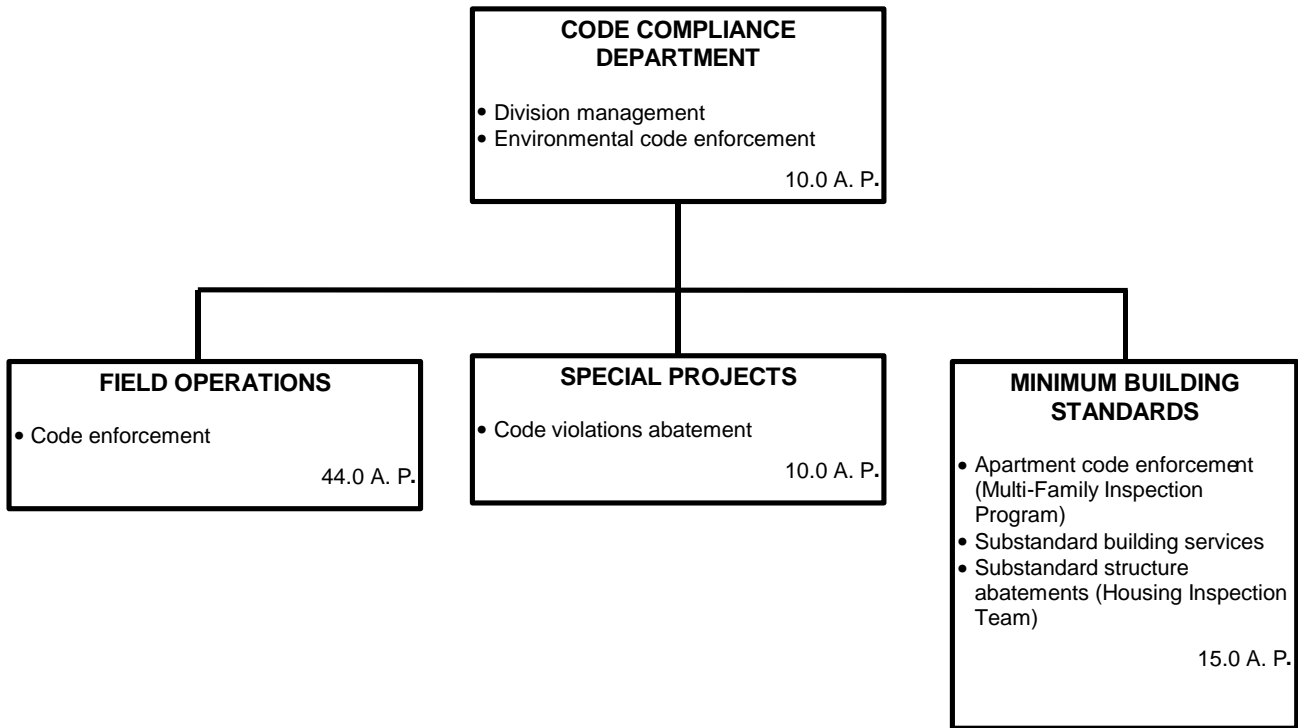 CODE COMPLIANCE
DEPARTMENT
• Division management
• Environmental code enforcement
10.0 A. P.
FIELD OPERATIONS
• Code enforcement
44.0 A. P.
SPECIAL PROJECTS
• Code violations abatement
10.0 A. P.
MINIMUM BUILDING
STANDARDS
• Apartment code enforcement
(Multi-Family Inspection
Program)
• Substandard building services
• Substandard structure
abatements (Housing Inspection
Team)
15.0 A. P.